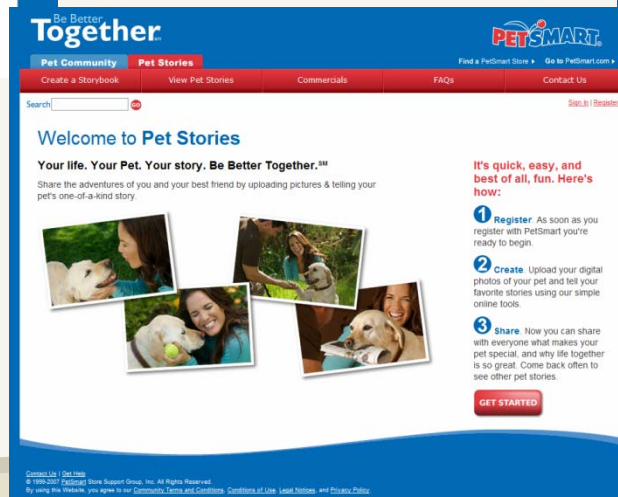 Be Better
Together
SM
PETSMART
Pet Community Pet Stories
Find a PetSmart Store Go to PetSmart.com
Create a Storybook View Pet Stories Commercials FAQs Contact Us
Search GO Sign In | Register
Welcome to Pet Stories
Your life. Your Pet. Your story. Be Better Together.SM
Share the adventures of you and your best friend by uploading pictures & telling your
pet's one-of-a-kind story.
It's quick, easy, and
best of all, fun. Here's
how:
1 Register. As soon as you
register with PetSmart you're
ready to begin.
2 Create. Upload your digital
photos of your pet and tell your
favorite stories using our simple
online tools.
3 Share. Now you can share
with everyone what makes your
pet special, and why life together
is so great. Come back often to
see other pet stories.
GET STARTED
Contact Us | Get Help
© 1999-2007 PetSmart Store Support Group, Inc. All Rights Reserved.
By using this Website, you agree to our Community Terms and Conditions, Conditions of Use, Legal Notices, and Privacy Policy.